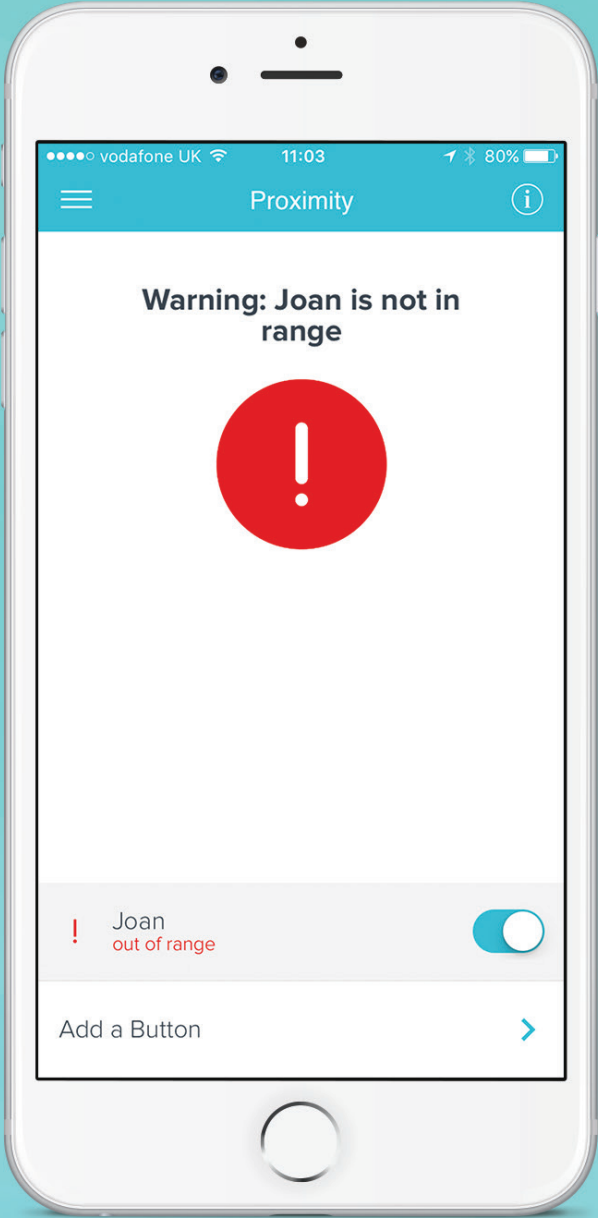 vodafone UK 11:03 80%
Proximity
Warning: Joan is not in
range
!
! Joan
out of range
Add a Button